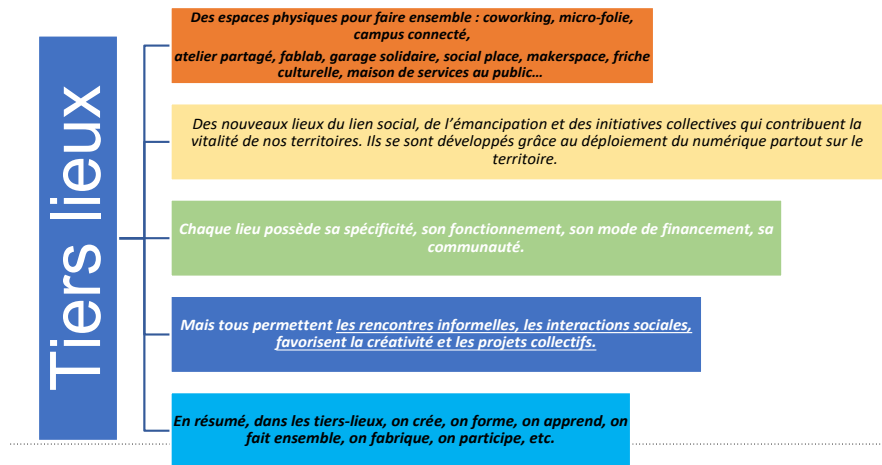 Tiers lieux
Des espaces physiques pour faire ensemble : coworking, micro-folie,
campus connecté,
atelier partagé, fablab, garage solidaire, social place, makerspace, friche
culturelle, maison de services au public…
Des nouveaux lieux du lien social, de l’émancipation et des initiatives collectives qui contribuent la
vitalité de nos territoires. Ils se sont développés grâce au déploiement du numérique partout sur le
territoire.
Chaque lieu possède sa spécificité, son fonctionnement, son mode de financement, sa
communauté.
Mais tous permettent les rencontres informelles, les interactions sociales,
favorisent la créativité et les projets collectifs.
En résumé, dans les tiers-lieux, on crée, on forme, on apprend, on
fait ensemble, on fabrique, on participe, etc.